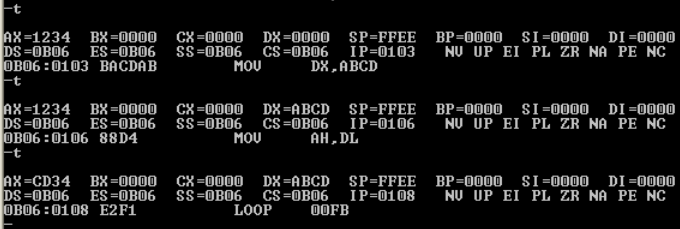 -t
AX=1234 BX=0000 CX=0000 DX=0000 SP=FFEE BP=0000 SI=0000 DI=0000
DS=0B06 ES=0B06 SS=0B06 CS=0B06 IP=0103 NV UP EI PL ZR NA PE NC
0B06:0103 BACDAB MOV DX,ABCD
-t
AX=1234 BX=0000 CX=0000 DX=ABCD SP=FFEE BP=0000 SI=0000 DI=0000
DS=0B06 ES=0B06 SS=0B06 CS=0B06 IP=0106 NV UP EI PL ZR NA PE NC
0B06:0106 88D4 MOV AH,DL
-t
AX=CD34 BX=0000 CX=0000 DX=ABCD SP=FFEE BP=0000 SI=0000 DI=0000
DS=0B06 ES=0B06 SS=0B06 CS=0B06 IP=0108 NV UP EI PL ZR NA PE NC
0B06:0108 E2F1 LOOP 00FB
-